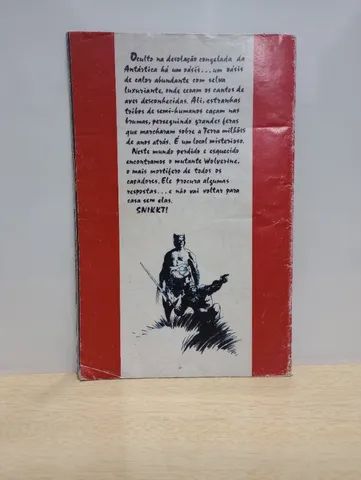 Oculto na desolação congelada da
Antártica há um oásis... um oásis
de calor abundante com selva
luxuriante, onde ecoam os cantos de
aves desconhecidas. Ali, estranhas
tribos de semi-humanos caçam nas
brumas, perseguindo grandes feras
que marcharam sobre a Terra milhões
de anos atrás. É um local misterioso.
Neste mundo perdido e esquecido
encontramos o mutante Wolverine,
o mais mortífero de todos os
caçadores. Ele procura algumas
respostas... e não vai voltar para
casa sem elas.
SNIKT!